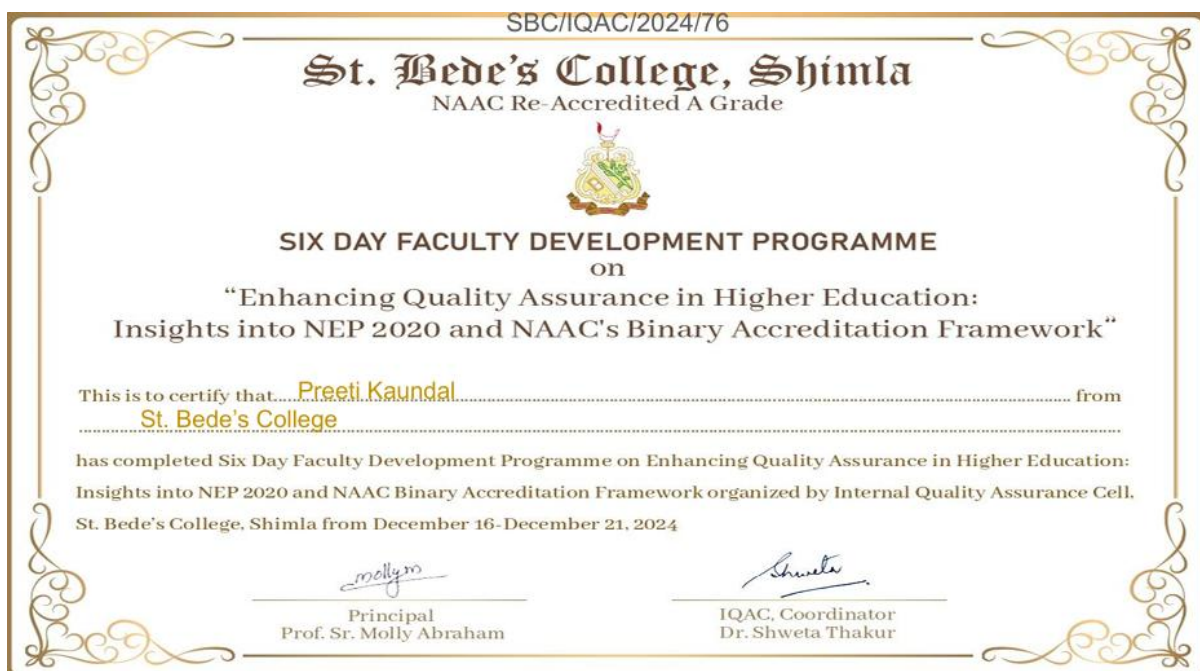 SBC/IQAC/2024/76
St. Bede's College, Shimla
NAAC Re-Accredited A Grade
SIX DAY FACULTY DEVELOPMENT PROGRAMME
on
“Enhancing Quality Assurance in Higher Education:
Insights into NEP 2020 and NAAC's Binary Accreditation Framework“
This is to certify that....Preeti Kaundal.... from
St. Bede’s College
has completed Six Day Faculty Development Programme on Enhancing Quality Assurance in Higher Education:
Insights into NEP 2020 and NAAC Binary Accreditation Framework organized by Internal Quality Assurance Cell,
St. Bede’s College, Shimla from December 16-December 21, 2024
mollym
Shweta
Principal
IQAC, Coordinator
Prof. Sr. Molly Abraham
Dr. Shweta Thakur